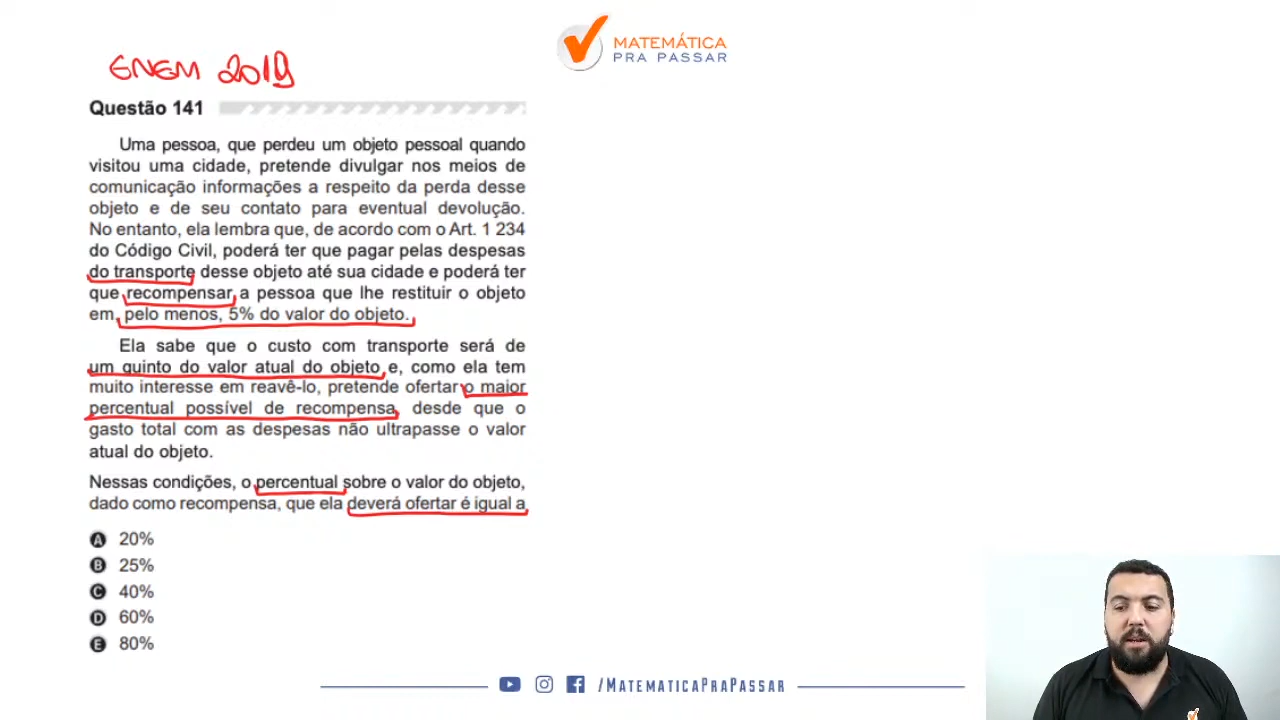 MATEMÁTICA
PRA PASSAR
ENEM 2019
Questão 141
Uma pessoa, que perdeu um objeto pessoal quando
visitou uma cidade, pretende divulgar nos meios de
comunicação informações a respeito da perda desse
objeto e de seu contato para eventual devolução.
No entanto, ela lembra que, de acordo com o Art. 1 234
do Código Civil, poderá ter que pagar pelas despesas
do transporte desse objeto até sua cidade e poderá ter
que recompensar a pessoa que lhe restituir o objeto
em, pelo menos, 5% do valor do objeto.
Ela sabe que o custo com transporte será de
um quinto do valor atual do objeto e, como ela tem
muito interesse em reavê-lo, pretende ofertar o maior
percentual possível de recompensa, desde que o
gasto total com as despesas não ultrapasse o valor
atual do objeto.
Nessas condições, o percentual sobre o valor do objeto,
dado como recompensa, que ela deverá ofertar é igual a
A 20%
B 25%
C 40%
D 60%
E 80%
/MATEMATICAPRAPASSAR